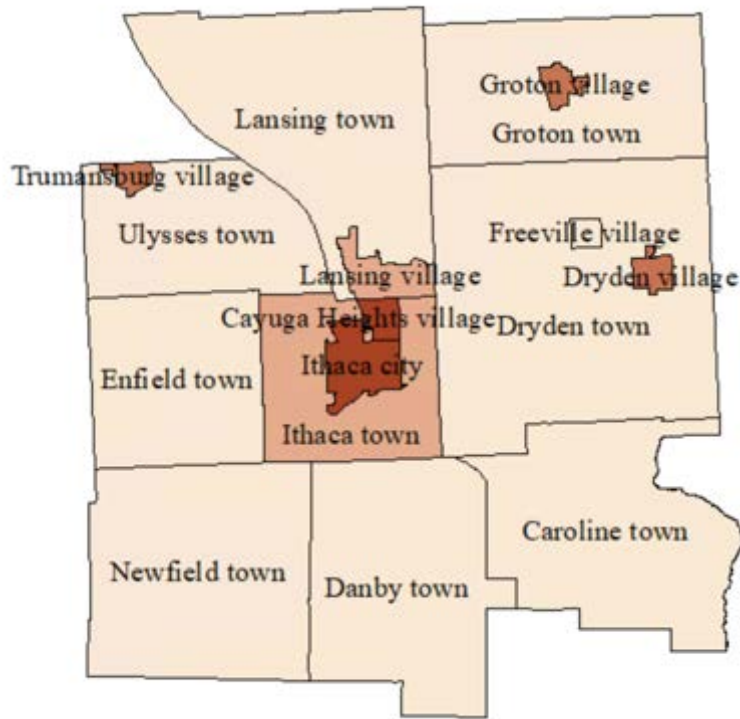 Groton village
Lansing town
Groton town
Trumansburg village
Ulysses town
Freeville village
Lansing village
Dryden village
Cayuga Heights village
Dryden town
Ithaca city
Enfield town
Ithaca town
Caroline town
Newfield town
Danby town